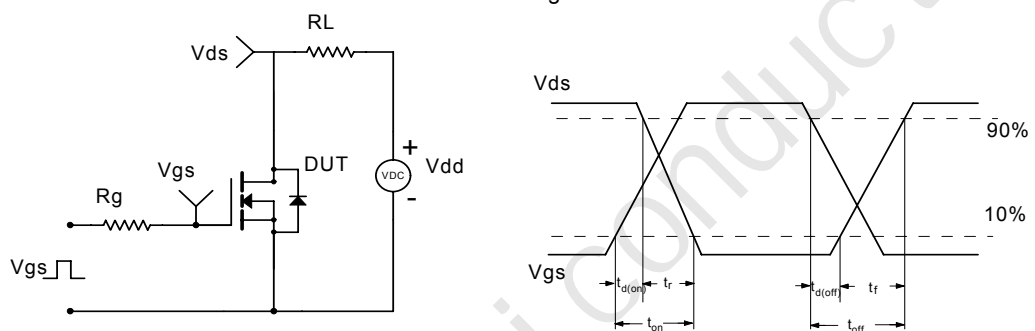 g
RL
Vds
Vgs
DUT
Rg
+
VDC
Vdd
-
Vgs
Vds
90%
10%
Vgs
td(on)
tr
td(off)
tf
ton
toff
i conduct